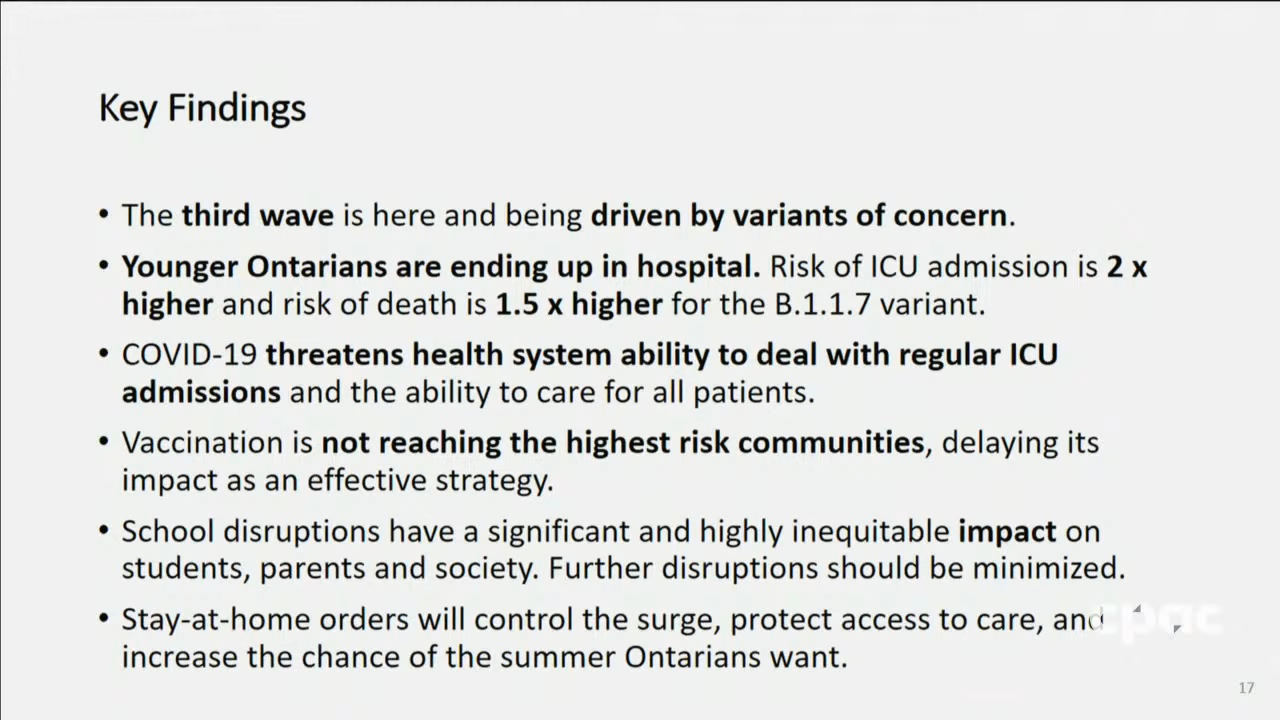 Key Findings
• The third wave is here and being driven by variants of concern.
• Younger Ontarians are ending up in hospital. Risk of ICU admission is 2 x
higher and risk of death is 1.5 x higher for the B.1.1.7 variant.
• COVID-19 threatens health system ability to deal with regular ICU
admissions and the ability to care for all patients.
• Vaccination is not reaching the highest risk communities, delaying its
impact as an effective strategy.
• School disruptions have a significant and highly inequitable impact on
students, parents and society. Further disruptions should be minimized.
• Stay-at-home orders will control the surge, protect access to care, and
cpac
increase the chance of the summer Ontarians want.
17